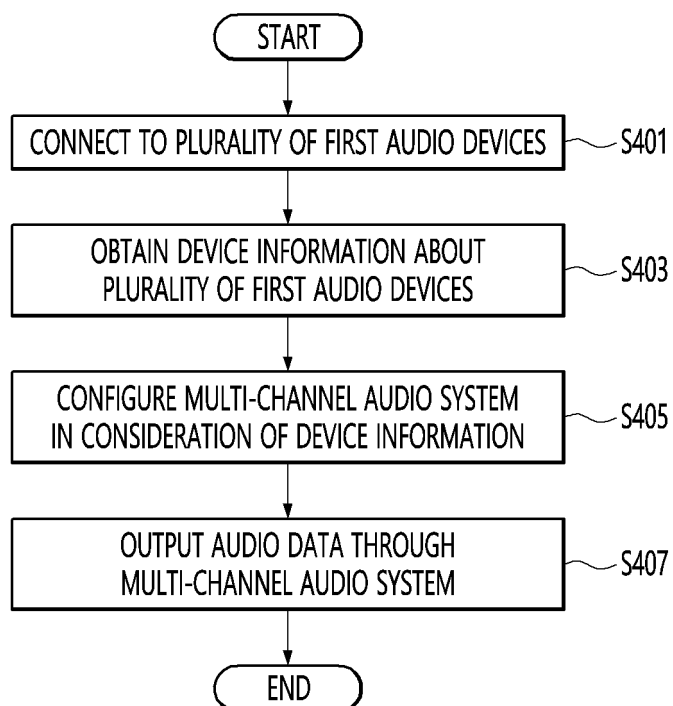 START
CONNECT TO PLURALITY OF FIRST AUDIO DEVICES
S401
OBTAIN DEVICE INFORMATION ABOUT
PLURALITY OF FIRST AUDIO DEVICES
S403
CONFIGURE MULTI-CHANNEL AUDIO SYSTEM
IN CONSIDERATION OF DEVICE INFORMATION
S405
OUTPUT AUDIO DATA THROUGH
MULTI-CHANNEL AUDIO SYSTEM
S407
END